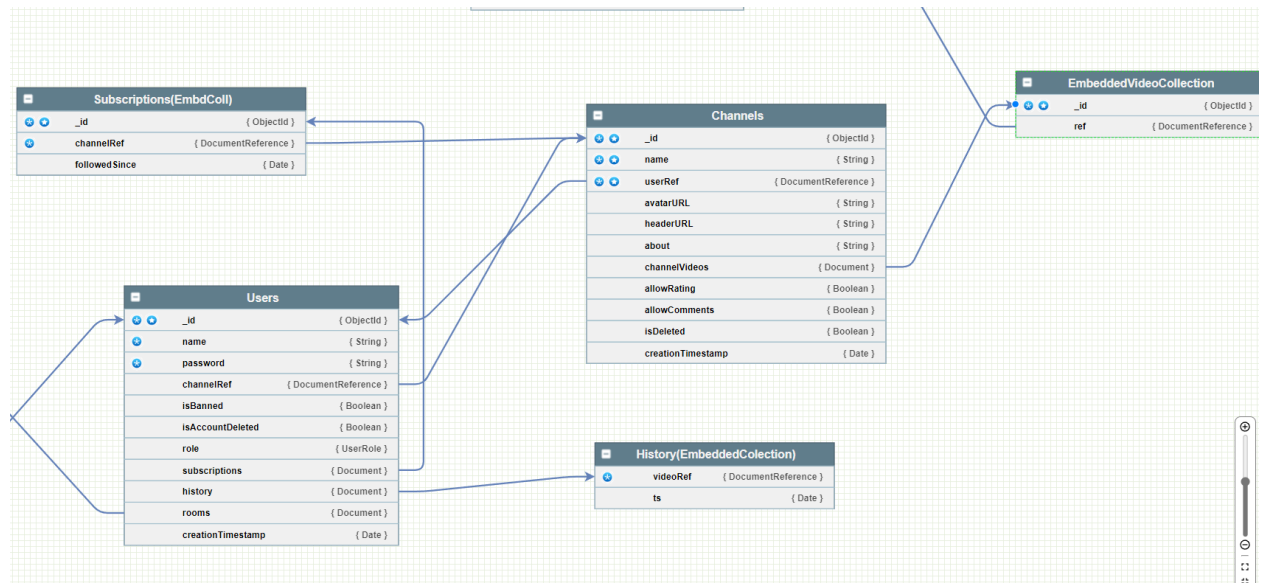 Subscriptions(EmbdColl)
_id { ObjectId }
channelRef { DocumentReference }
followedSince { Date }
Channels
_id { ObjectId }
name { String }
userRef { DocumentReference }
avatarURL { String }
headerURL { String }
about { String }
channelVideos { Document }
allowRating { Boolean }
allowComments { Boolean }
isDeleted { Boolean }
creationTimestamp { Date }
EmbeddedVideoCollection
_id { ObjectId }
ref { DocumentReference }
Users
_id { ObjectId }
name { String }
password { String }
channelRef { DocumentReference }
isBanned { Boolean }
isAccountDeleted { Boolean }
role { UserRole }
subscriptions { Document }
history { Document }
rooms { Document }
creationTimestamp { Date }
History(EmbeddedColection)
videoRef { DocumentReference }
ts { Date }